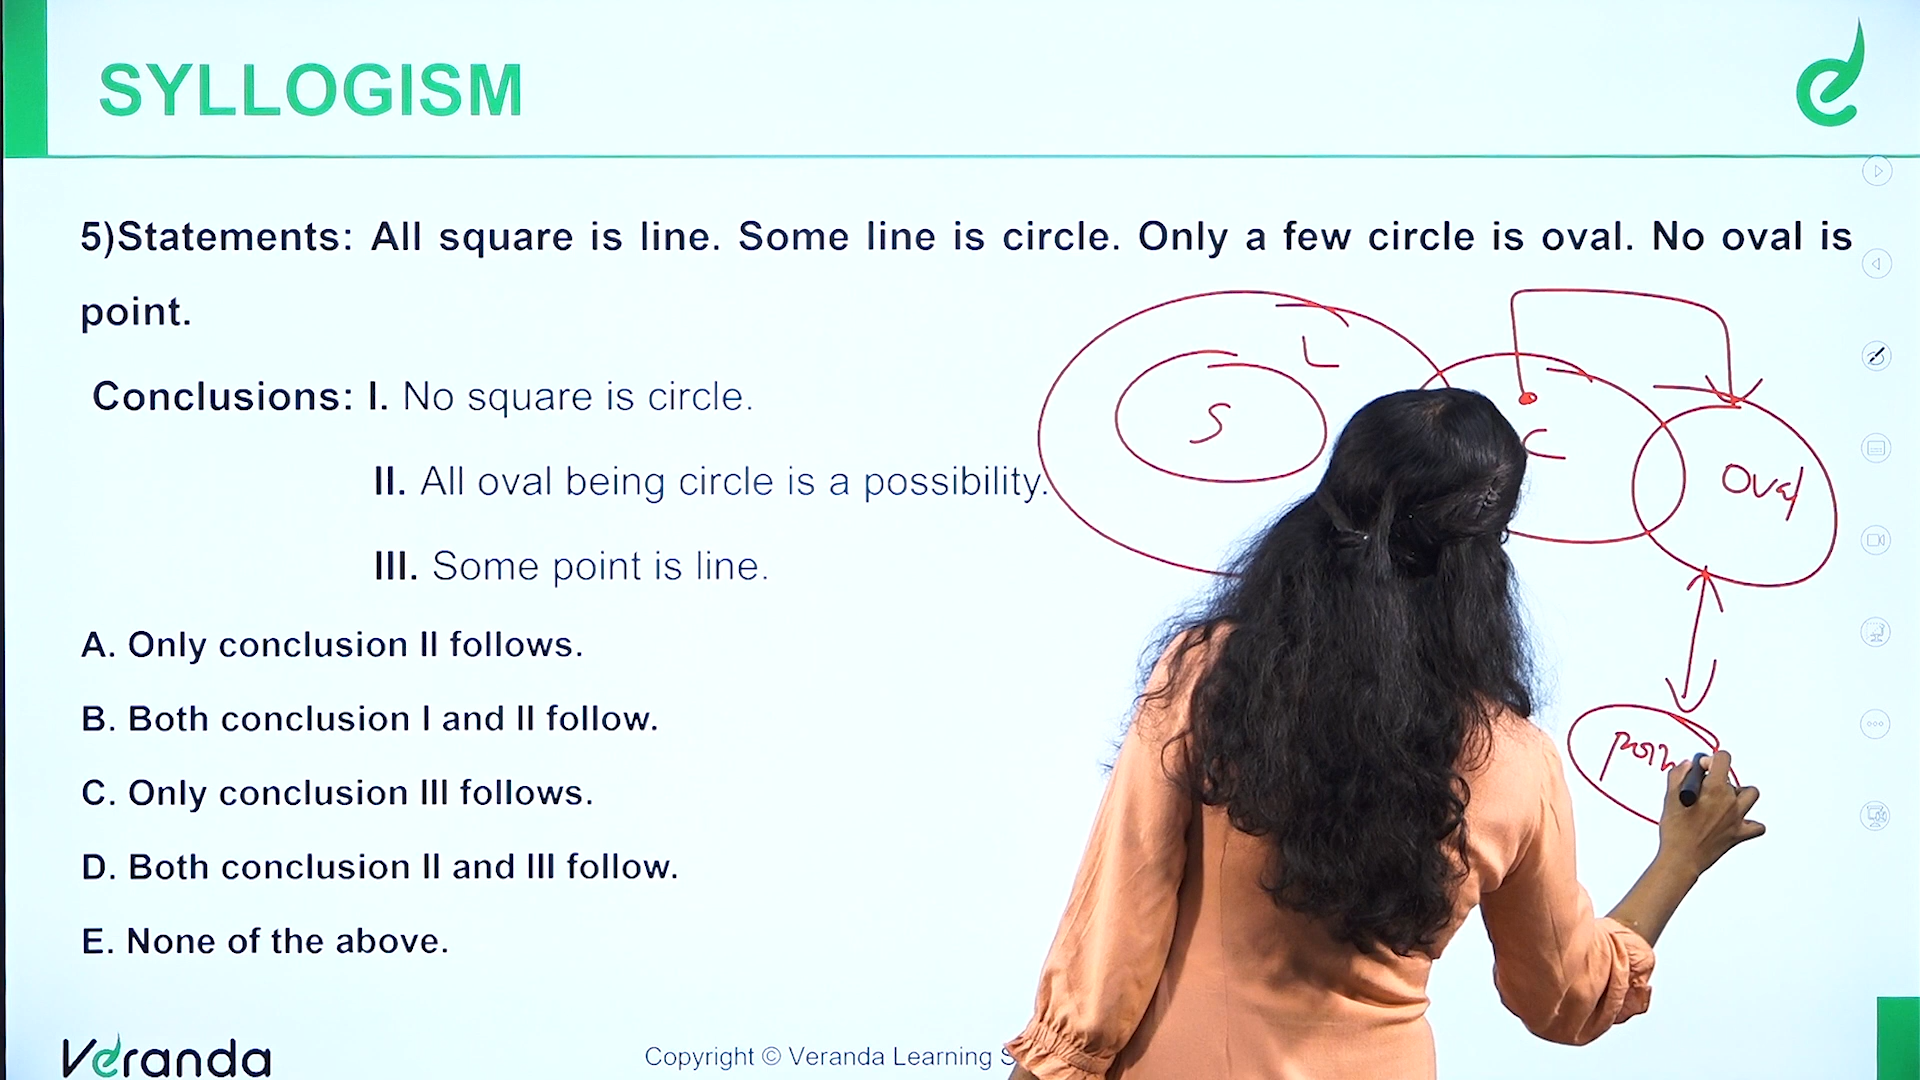 SYLLOGISM
5)Statements: All square is line. Some line is circle. Only a few circle is oval. No oval is
point.
Conclusions: I. No square is circle.
II. All oval being circle is a possibility.
III. Some point is line.
L
S
C
Oval
A. Only conclusion II follows.
B. Both conclusion I and II follow.
C. Only conclusion III follows.
D. Both conclusion II and III follow.
E. None of the above.
Veranda
Copyright © Veranda Learning